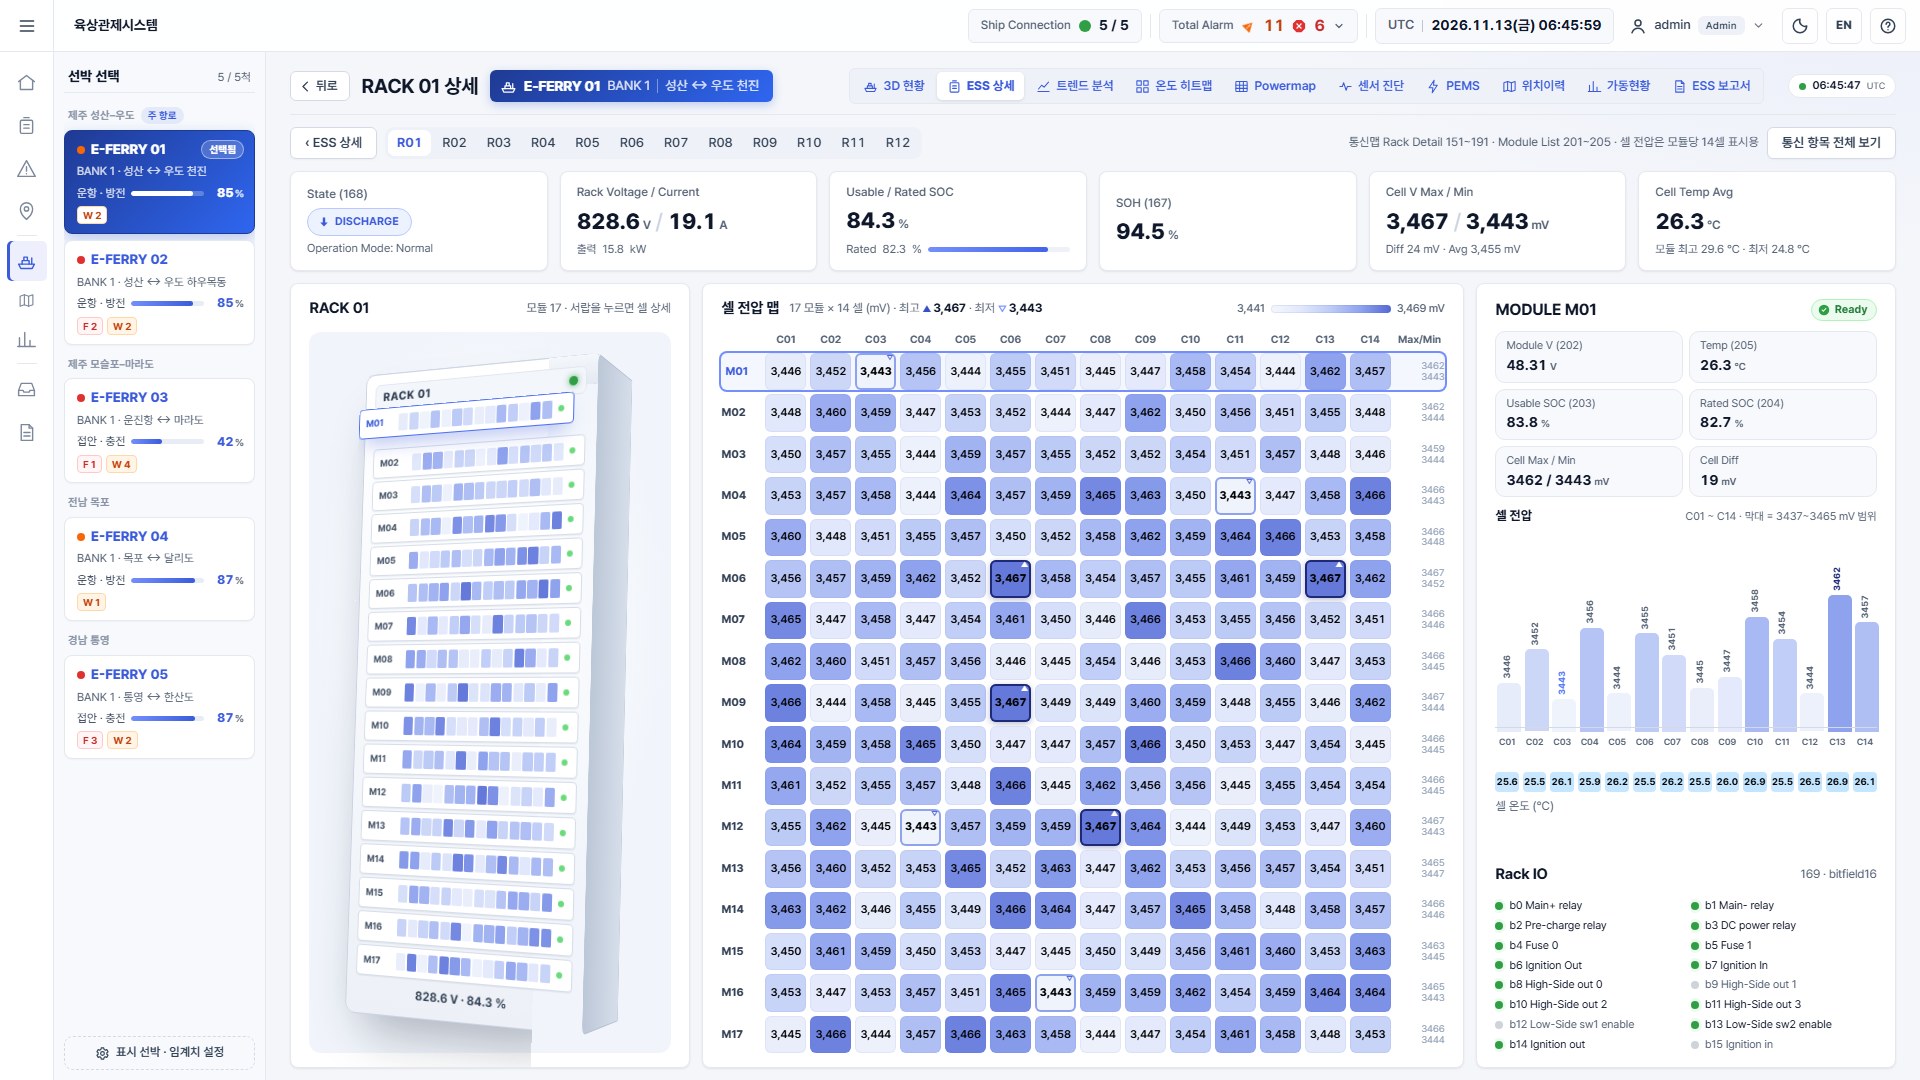 육상관제시스템
Ship Connection 5 / 5
Total Alarm 11 6
UTC 2026.11.13(금) 06:45:59
admin Admin
EN
선박 선택 5 / 5척
제주 성산–우도 주 항로
E-FERRY 01 선택됨
BANK 1 · 성산 ↔ 우도 천진
운항 · 방전 85%
W 2
E-FERRY 02
BANK 1 · 성산 ↔ 우도 하우목동
운항 · 방전 85%
F 2 W 2
제주 모슬포–마라도
E-FERRY 03
BANK 1 · 운진항 ↔ 마라도
접안 · 충전 42%
F 1 W 4
전남 목포
E-FERRY 04
BANK 1 · 목포 ↔ 달리도
운항 · 방전 87%
W 1
경남 통영
E-FERRY 05
BANK 1 · 통영 ↔ 한산도
접안 · 충전 87%
F 3 W 2
표시 선박 · 임계치 설정
뒤로 RACK 01 상세 E-FERRY 01 BANK 1 성산 ↔ 우도 천진
3D 현황 ESS 상세 트렌드 분석 온도 히트맵 Powermap 센서 진단 PEMS 위치이력 가동현황 ESS 보고서
06:45:47 UTC
‹ ESS 상세 R01 R02 R03 R04 R05 R06 R07 R08 R09 R10 R11 R12
통신맵 Rack Detail 151~191 · Module List 201~205 · 셀 전압은 모듈당 14셀 표시용
통신 항목 전체 보기
State (168)
DISCHARGE
Operation Mode: Normal
Rack Voltage / Current
828.6 V / 19.1 A
출력 15.8 kW
Usable / Rated SOC
84.3 %
Rated 82.3 %
SOH (167)
94.5 %
Cell V Max / Min
3,467 / 3,443 mV
Diff 24 mV · Avg 3,455 mV
Cell Temp Avg
26.3 °C
모듈 최고 29.6 °C · 최저 24.8 °C
RACK 01 모듈 17 · 서랍을 누르면 셀 상세
RACK 01
M01
M02
M03
M04
M05
M06
M07
M08
M09
M10
M11
M12
M13
M14
M15
M16
M17
828.6 V · 84.3 %
셀 전압 맵 17 모듈 × 14 셀 (mV) · 최고 ▲ 3,467 · 최저 ▽ 3,443
3,441 3,469 mV
C01 C02 C03 C04 C05 C06 C07 C08 C09 C10 C11 C12 C13 C14 Max/Min
M01 3,446 3,452 3,443 3,456 3,444 3,455 3,451 3,445 3,447 3,458 3,454 3,444 3,462 3,457 3462 3443
M02 3,448 3,460 3,459 3,447 3,453 3,452 3,444 3,447 3,462 3,450 3,456 3,451 3,455 3,448 3462 3444
M03 3,450 3,457 3,455 3,444 3,459 3,457 3,455 3,452 3,452 3,454 3,451 3,457 3,448 3,446 3459 3444
M04 3,453 3,457 3,458 3,444 3,464 3,457 3,459 3,465 3,463 3,450 3,443 3,447 3,458 3,466 3466 3443
M05 3,460 3,448 3,451 3,455 3,457 3,450 3,452 3,458 3,462 3,459 3,464 3,466 3,453 3,458 3466 3448
M06 3,456 3,457 3,459 3,462 3,452 3,467 3,458 3,454 3,457 3,455 3,461 3,459 3,467 3,462 3467 3452
M07 3,465 3,447 3,458 3,447 3,454 3,461 3,450 3,446 3,466 3,453 3,455 3,456 3,452 3,451 3466 3446
M08 3,462 3,460 3,451 3,457 3,456 3,446 3,445 3,454 3,446 3,453 3,466 3,460 3,447 3,453 3466 3445
M09 3,466 3,444 3,458 3,445 3,455 3,467 3,449 3,449 3,460 3,459 3,448 3,455 3,446 3,462 3467 3444
M10 3,464 3,459 3,458 3,465 3,450 3,447 3,447 3,457 3,466 3,450 3,453 3,447 3,454 3,445 3466 3445
M11 3,461 3,452 3,455 3,457 3,448 3,466 3,445 3,462 3,456 3,456 3,445 3,455 3,454 3,454 3466 3445
M12 3,455 3,462 3,445 3,443 3,457 3,459 3,459 3,467 3,464 3,444 3,449 3,453 3,447 3,460 3467 3443
M13 3,456 3,460 3,452 3,453 3,465 3,452 3,463 3,447 3,462 3,453 3,456 3,457 3,454 3,451 3465 3447
M14 3,463 3,462 3,446 3,455 3,449 3,466 3,464 3,447 3,457 3,465 3,458 3,448 3,458 3,457 3466 3446
M15 3,450 3,461 3,459 3,450 3,453 3,447 3,445 3,450 3,449 3,456 3,461 3,460 3,453 3,463 3463 3445
M16 3,453 3,447 3,453 3,457 3,451 3,465 3,443 3,459 3,459 3,462 3,454 3,459 3,464 3,464 3465 3443
M17 3,445 3,466 3,444 3,457 3,466 3,463 3,458 3,444 3,447 3,454 3,461 3,458 3,448 3,453 3466 3444
MODULE M01 Ready
Module V (202)
48.31 V
Temp (205)
26.3 °C
Usable SOC (203)
83.8 %
Rated SOC (204)
82.7 %
Cell Max / Min
3462 / 3443 mV
Cell Diff
19 mV
셀 전압 C01 ~ C14 · 막대 = 3437~3465 mV 범위
3446 3452 3443 3456 3444 3455 3451 3445 3447 3458 3454 3444 3462 3457
C01 C02 C03 C04 C05 C06 C07 C08 C09 C10 C11 C12 C13 C14
25.6 25.5 26.1 25.9 26.2 25.5 26.2 25.5 26.0 26.9 25.5 26.5 26.9 26.1
셀 온도 (°C)
Rack IO 169 · bitfield16
b0 Main+ relay b1 Main- relay
b2 Pre-charge relay b3 DC power relay
b4 Fuse 0 b5 Fuse 1
b6 Ignition Out b7 Ignition In
b8 High-Side out 0 b9 High-Side out 1
b10 High-Side out 2 b11 High-Side out 3
b12 Low-Side sw1 enable b13 Low-Side sw2 enable
b14 Ignition out b15 Ignition in